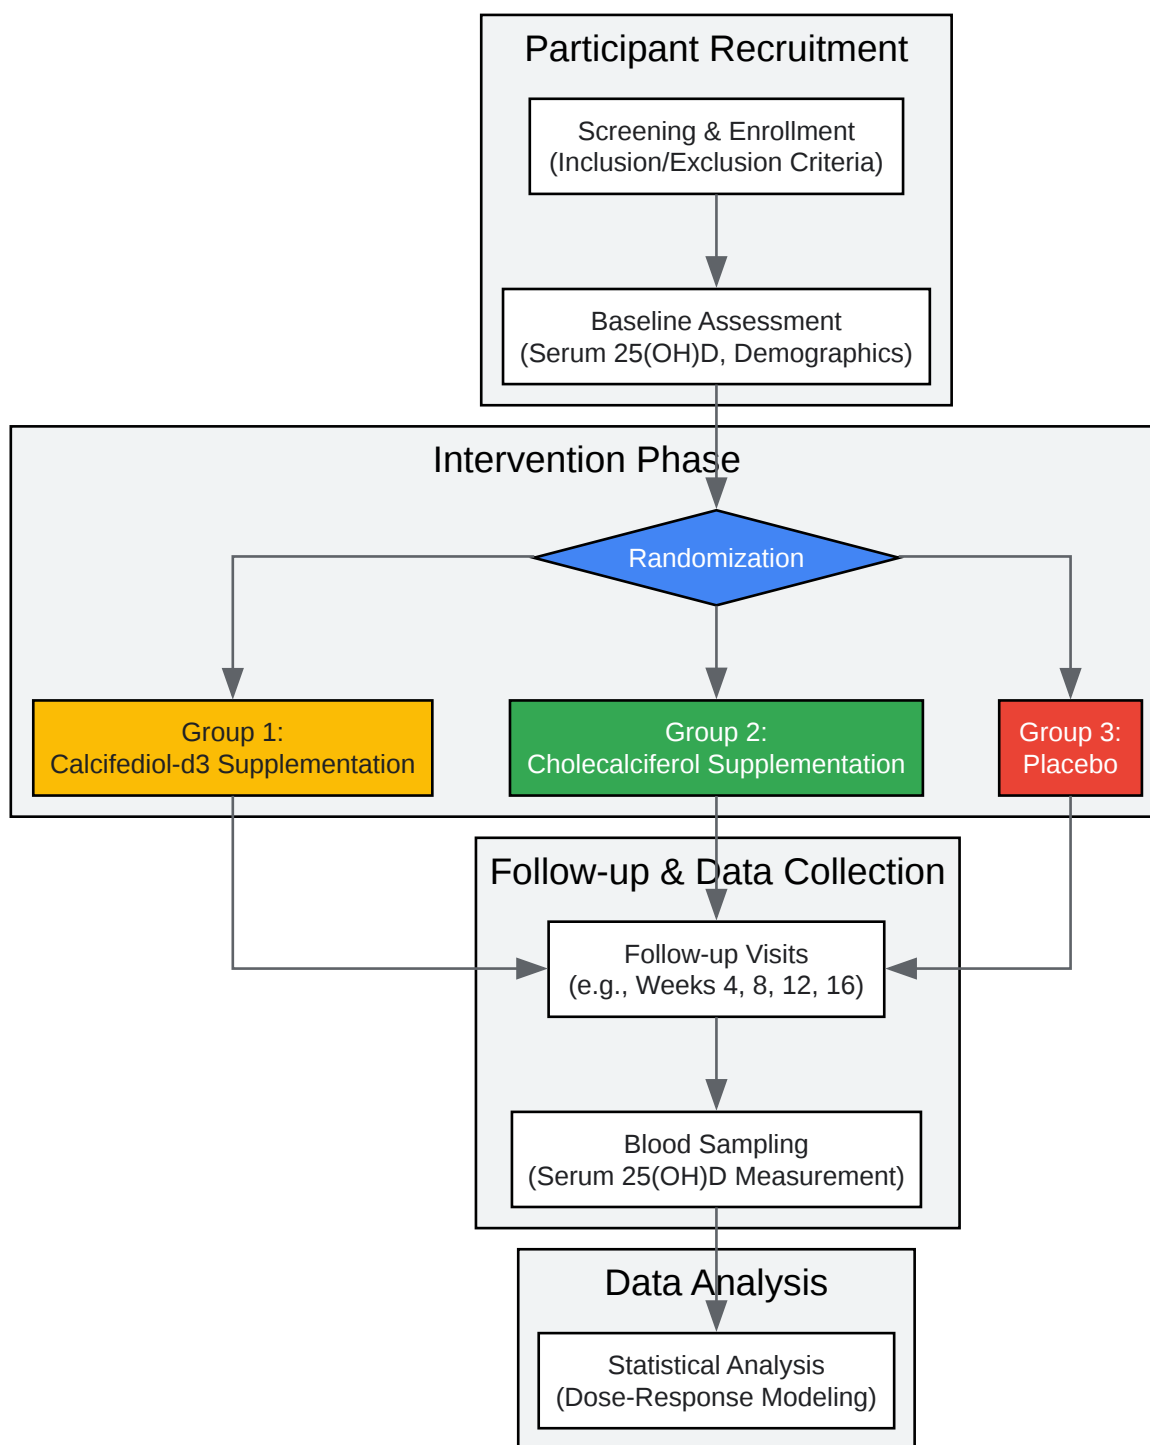 Participant Recruitment
Screening & Enrollment
(Inclusion/Exclusion Criteria)
Baseline Assessment
(Serum 25(OH)D, Demographics)
Intervention Phase
Randomization
Group 1:
Calcifediol-d3 Supplementation
Group 2:
Cholecalciferol Supplementation
Group 3:
Placebo
Follow-up & Data Collection
Follow-up Visits
(e.g., Weeks 4, 8, 12, 16)
Blood Sampling
(Serum 25(OH)D Measurement)
Data Analysis
Statistical Analysis
(Dose-Response Modeling)